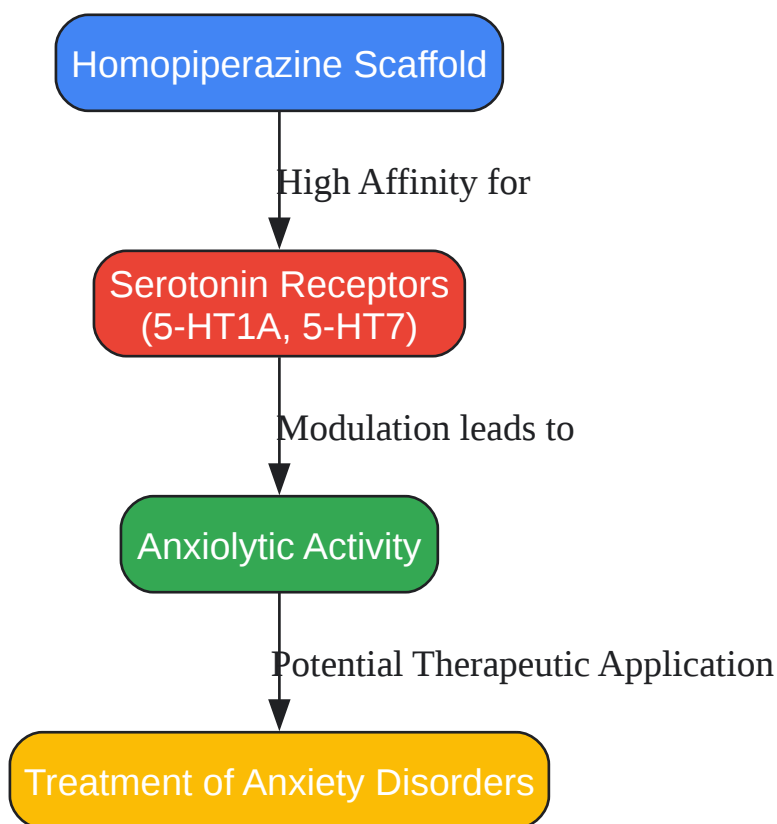 Homopiperazine Scaffold
High Affinity for
Serotonin Receptors
(5-HT1A, 5-HT7)
Modulation leads to
Anxiolytic Activity
Potential Therapeutic Application
Treatment of Anxiety Disorders